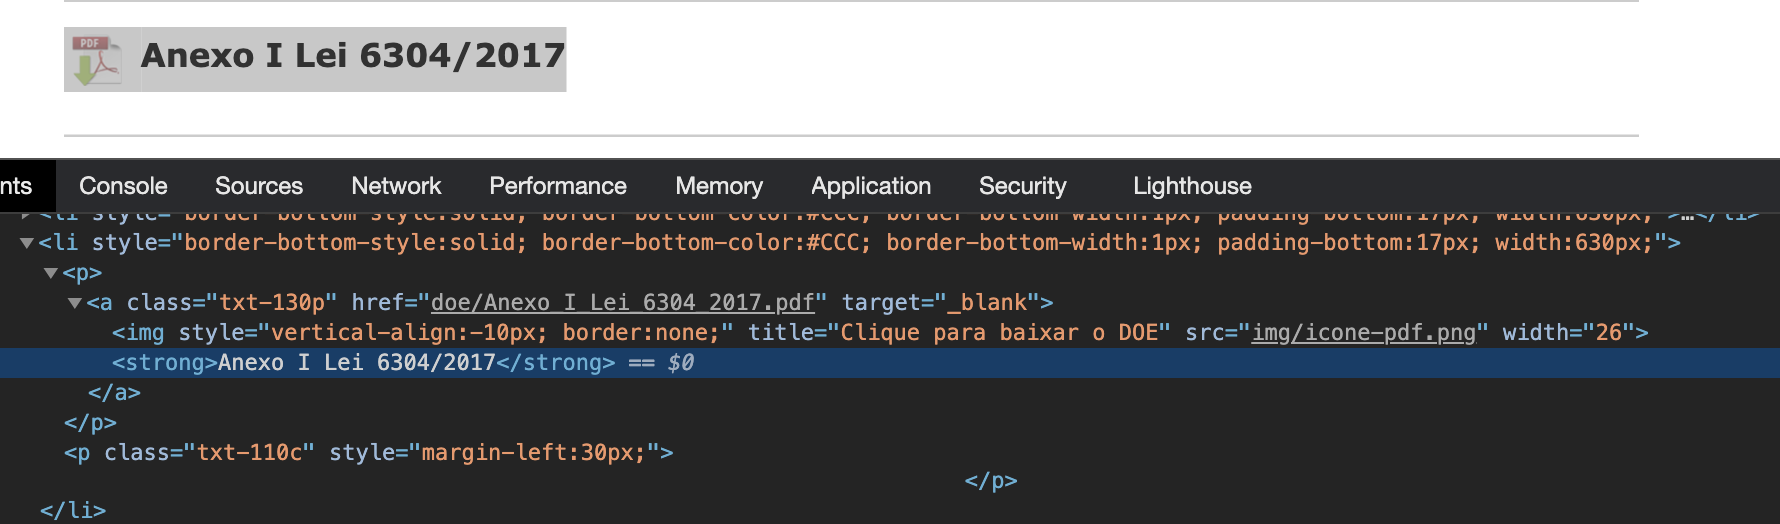 PDF
Anexo I Lei 6304/2017
nts Console Sources Network Performance Memory Application Security Lighthouse
<li style="border-bottom-style:solid; border-bottom-color:#CCC; border-bottom-width:1px; padding-bottom:17px; width:630px;">…</li>
<li style="border-bottom-style:solid; border-bottom-color:#CCC; border-bottom-width:1px; padding-bottom:17px; width:630px;">
<p>
<a class="txt-130p" href="doe/Anexo I Lei 6304 2017.pdf" target="_blank">
<img style="vertical-align:-10px; border:none;" title="Clique para baixar o DOE" src="img/icone-pdf.png" width="26">
<strong>Anexo I Lei 6304/2017</strong> == $0
</a>
</p>
<p class="txt-110c" style="margin-left:30px;">
</p>
</li>